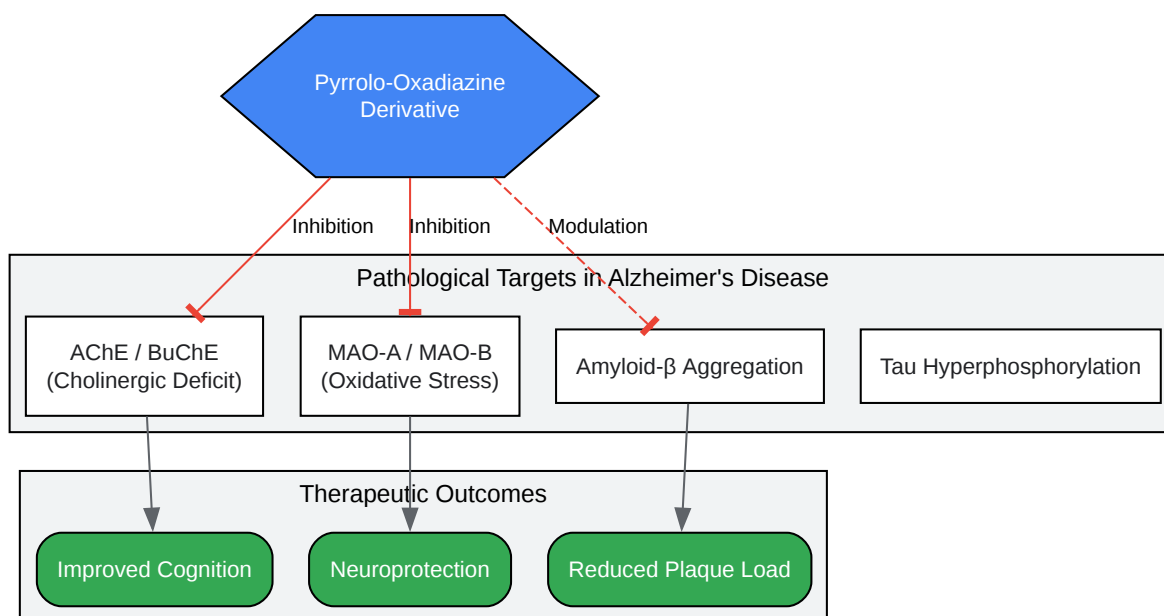 Pyrrolo-Oxadiazine
Derivative
Inhibition
Inhibition
Modulation
Pathological Targets in Alzheimer's Disease
AChE / BuChE
(Cholinergic Deficit)
MAO-A / MAO-B
(Oxidative Stress)
Amyloid-β Aggregation
Tau Hyperphosphorylation
Therapeutic Outcomes
Improved Cognition
Neuroprotection
Reduced Plaque Load